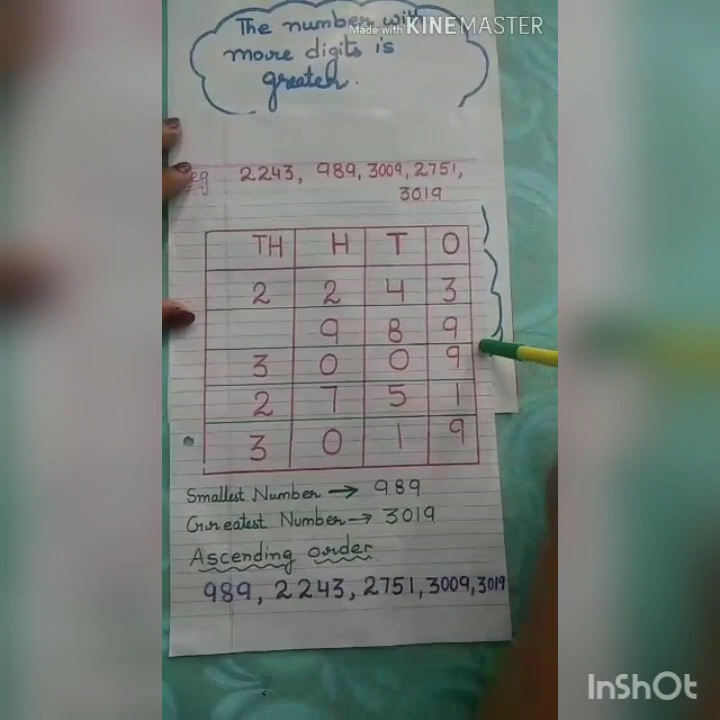 The number with
Made with KINEMASTER
more digits is
greater.
eg 2243, 989, 3009, 2751,
3019
TH H T O
2 2 4 3
9 8 9
3 0 0 9
2 7 5 1
3 0 1 9
Smallest Number → 989
Greatest Number → 3019
Ascending order
989, 2243, 2751, 3009, 3019
InShOt